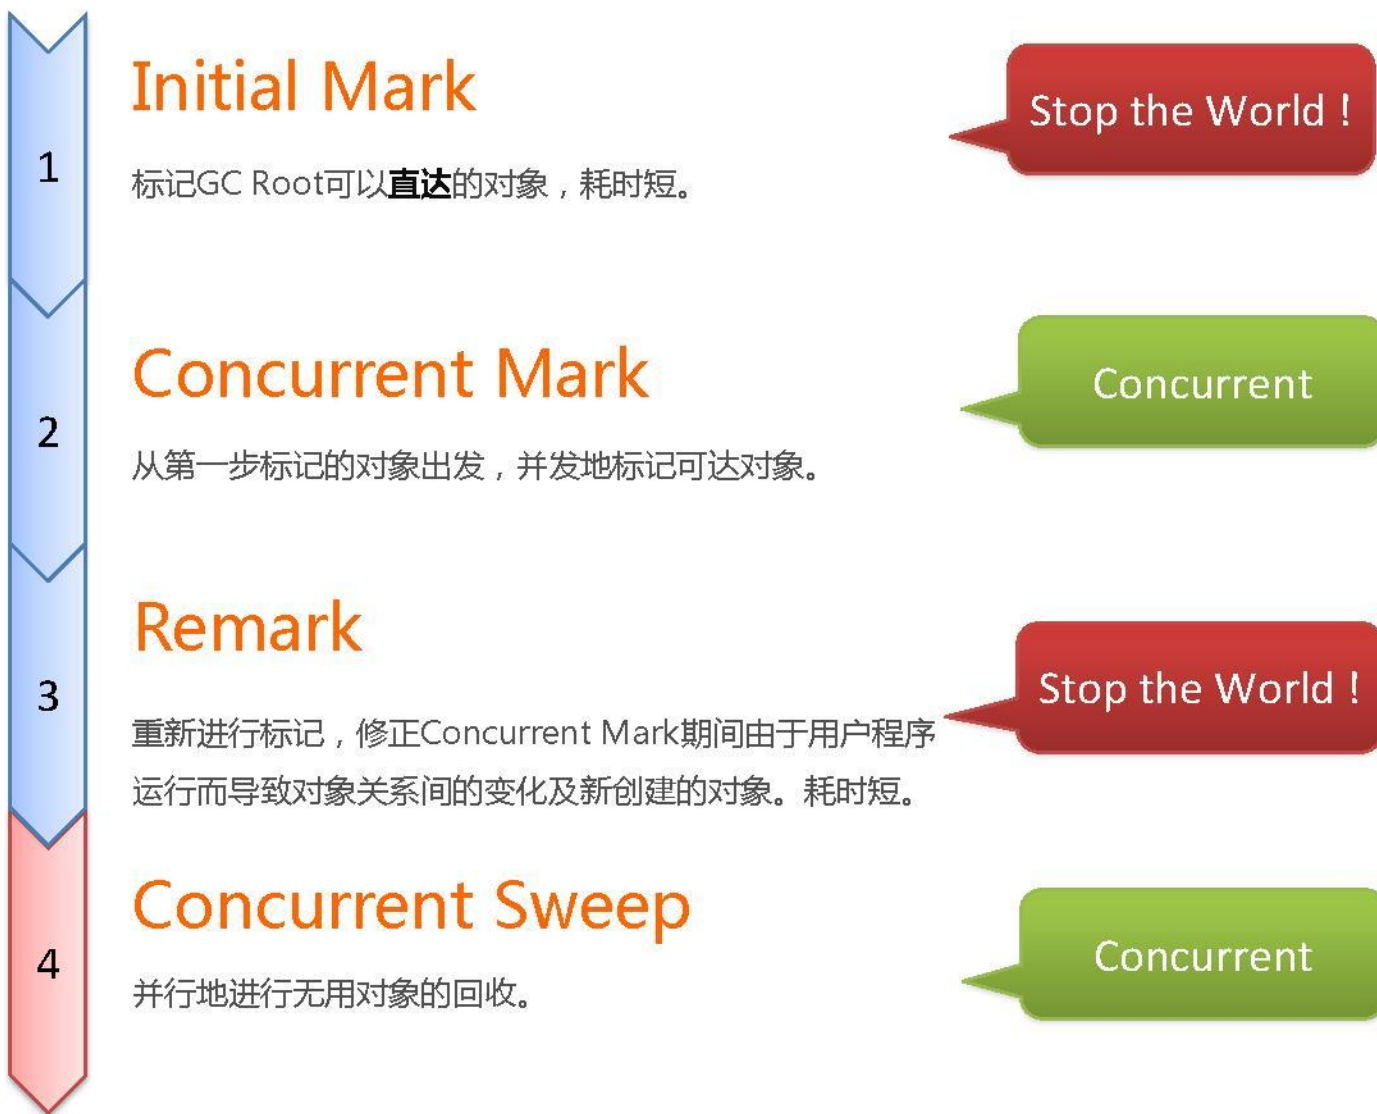 Initial Mark
Stop the World！
1
标记GC Root可以直达的对象，耗时短。
Concurrent Mark
Concurrent
2
从第一步标记的对象出发，并发地标记可达对象。
Remark
Stop the World！
3
重新进行标记，修正Concurrent Mark期间由于用户程序
运行而导致对象关系间的变化及新创建的对象。耗时短。
Concurrent Sweep
Concurrent
4
并行地进行无用对象的回收。